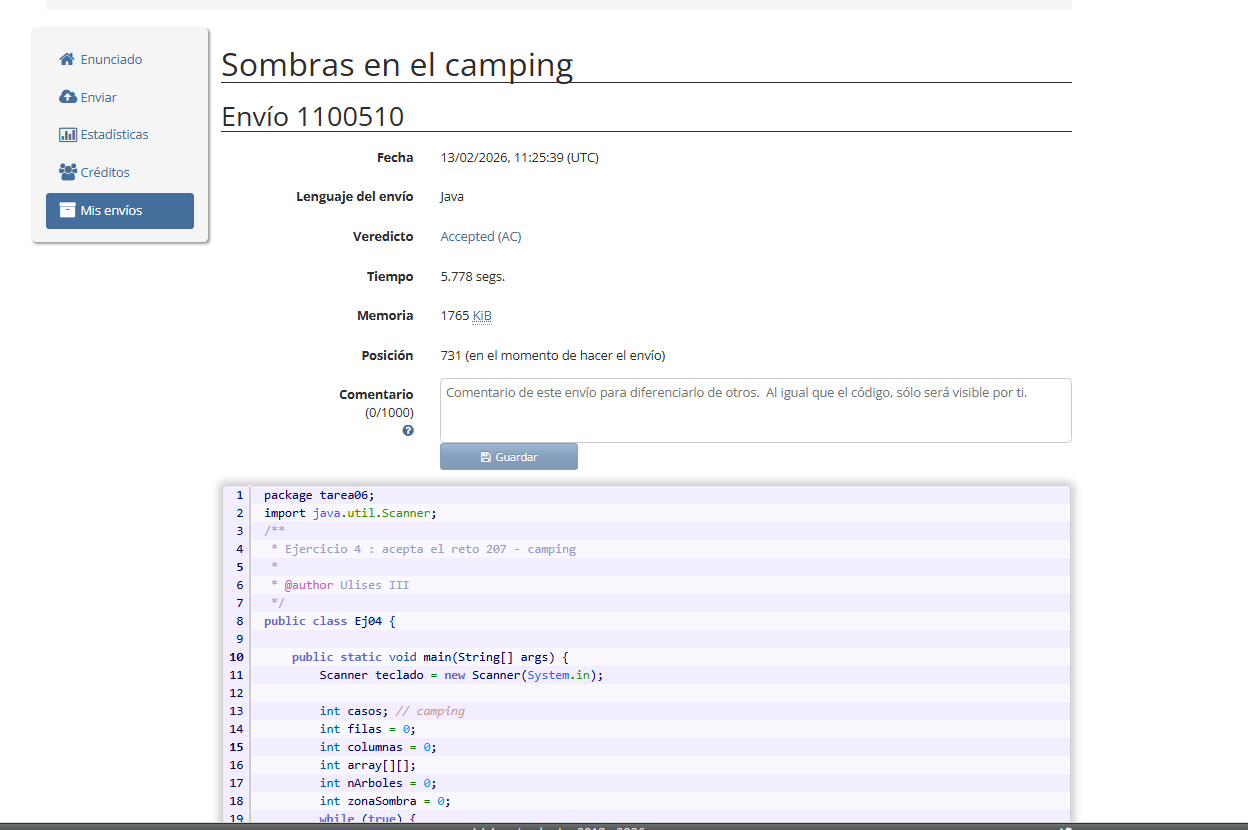 Enunciado
Enviar
Estadísticas
Créditos
Mis envíos
Sombras en el camping
Envío 1100510
Fecha 13/02/2026, 11:25:39 (UTC)
Lenguaje del envío Java
Veredicto Accepted (AC)
Tiempo 5.778 segs.
Memoria 1765 KiB
Posición 731 (en el momento de hacer el envío)
Comentario
(0/1000)
Comentario de este envío para diferenciarlo de otros. Al igual que el código, sólo será visible por ti.
Guardar
1 package tarea06;
2 import java.util.Scanner;
3 /**
4 * Ejercicio 4 : acepta el reto 207 - camping
5 *
6 * @author Ulises III
7 */
8 public class Ej04 {
9
10 public static void main(String[] args) {
11 Scanner teclado = new Scanner(System.in);
12
13 int casos; // camping
14 int filas = 0;
15 int columnas = 0;
16 int array[][];
17 int nArboles = 0;
18 int zonaSombra = 0;
19 while (true) {